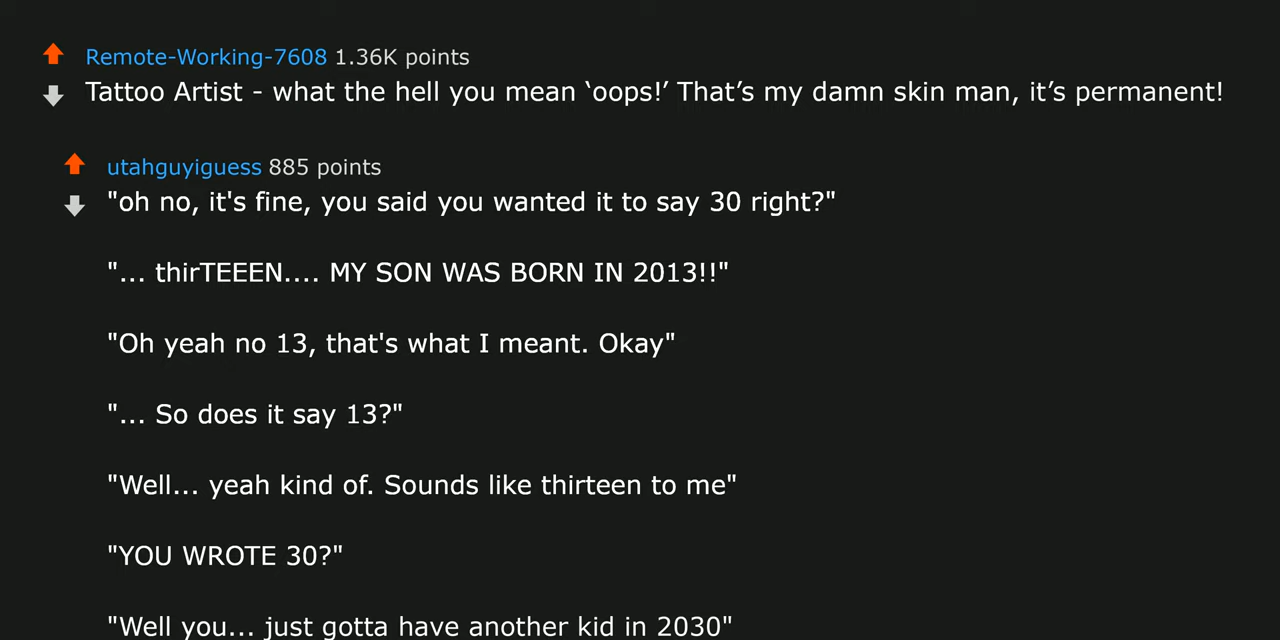 Remote-Working-7608 1.36K points
Tattoo Artist - what the hell you mean ‘oops!’ That’s my damn skin man, it’s permanent!
utahguyiguess 885 points
"oh no, it's fine, you said you wanted it to say 30 right?"
"... thirTEEEN.... MY SON WAS BORN IN 2013!!"
"Oh yeah no 13, that's what I meant. Okay"
"... So does it say 13?"
"Well... yeah kind of. Sounds like thirteen to me"
"YOU WROTE 30?"
"Well you... just gotta have another kid in 2030"